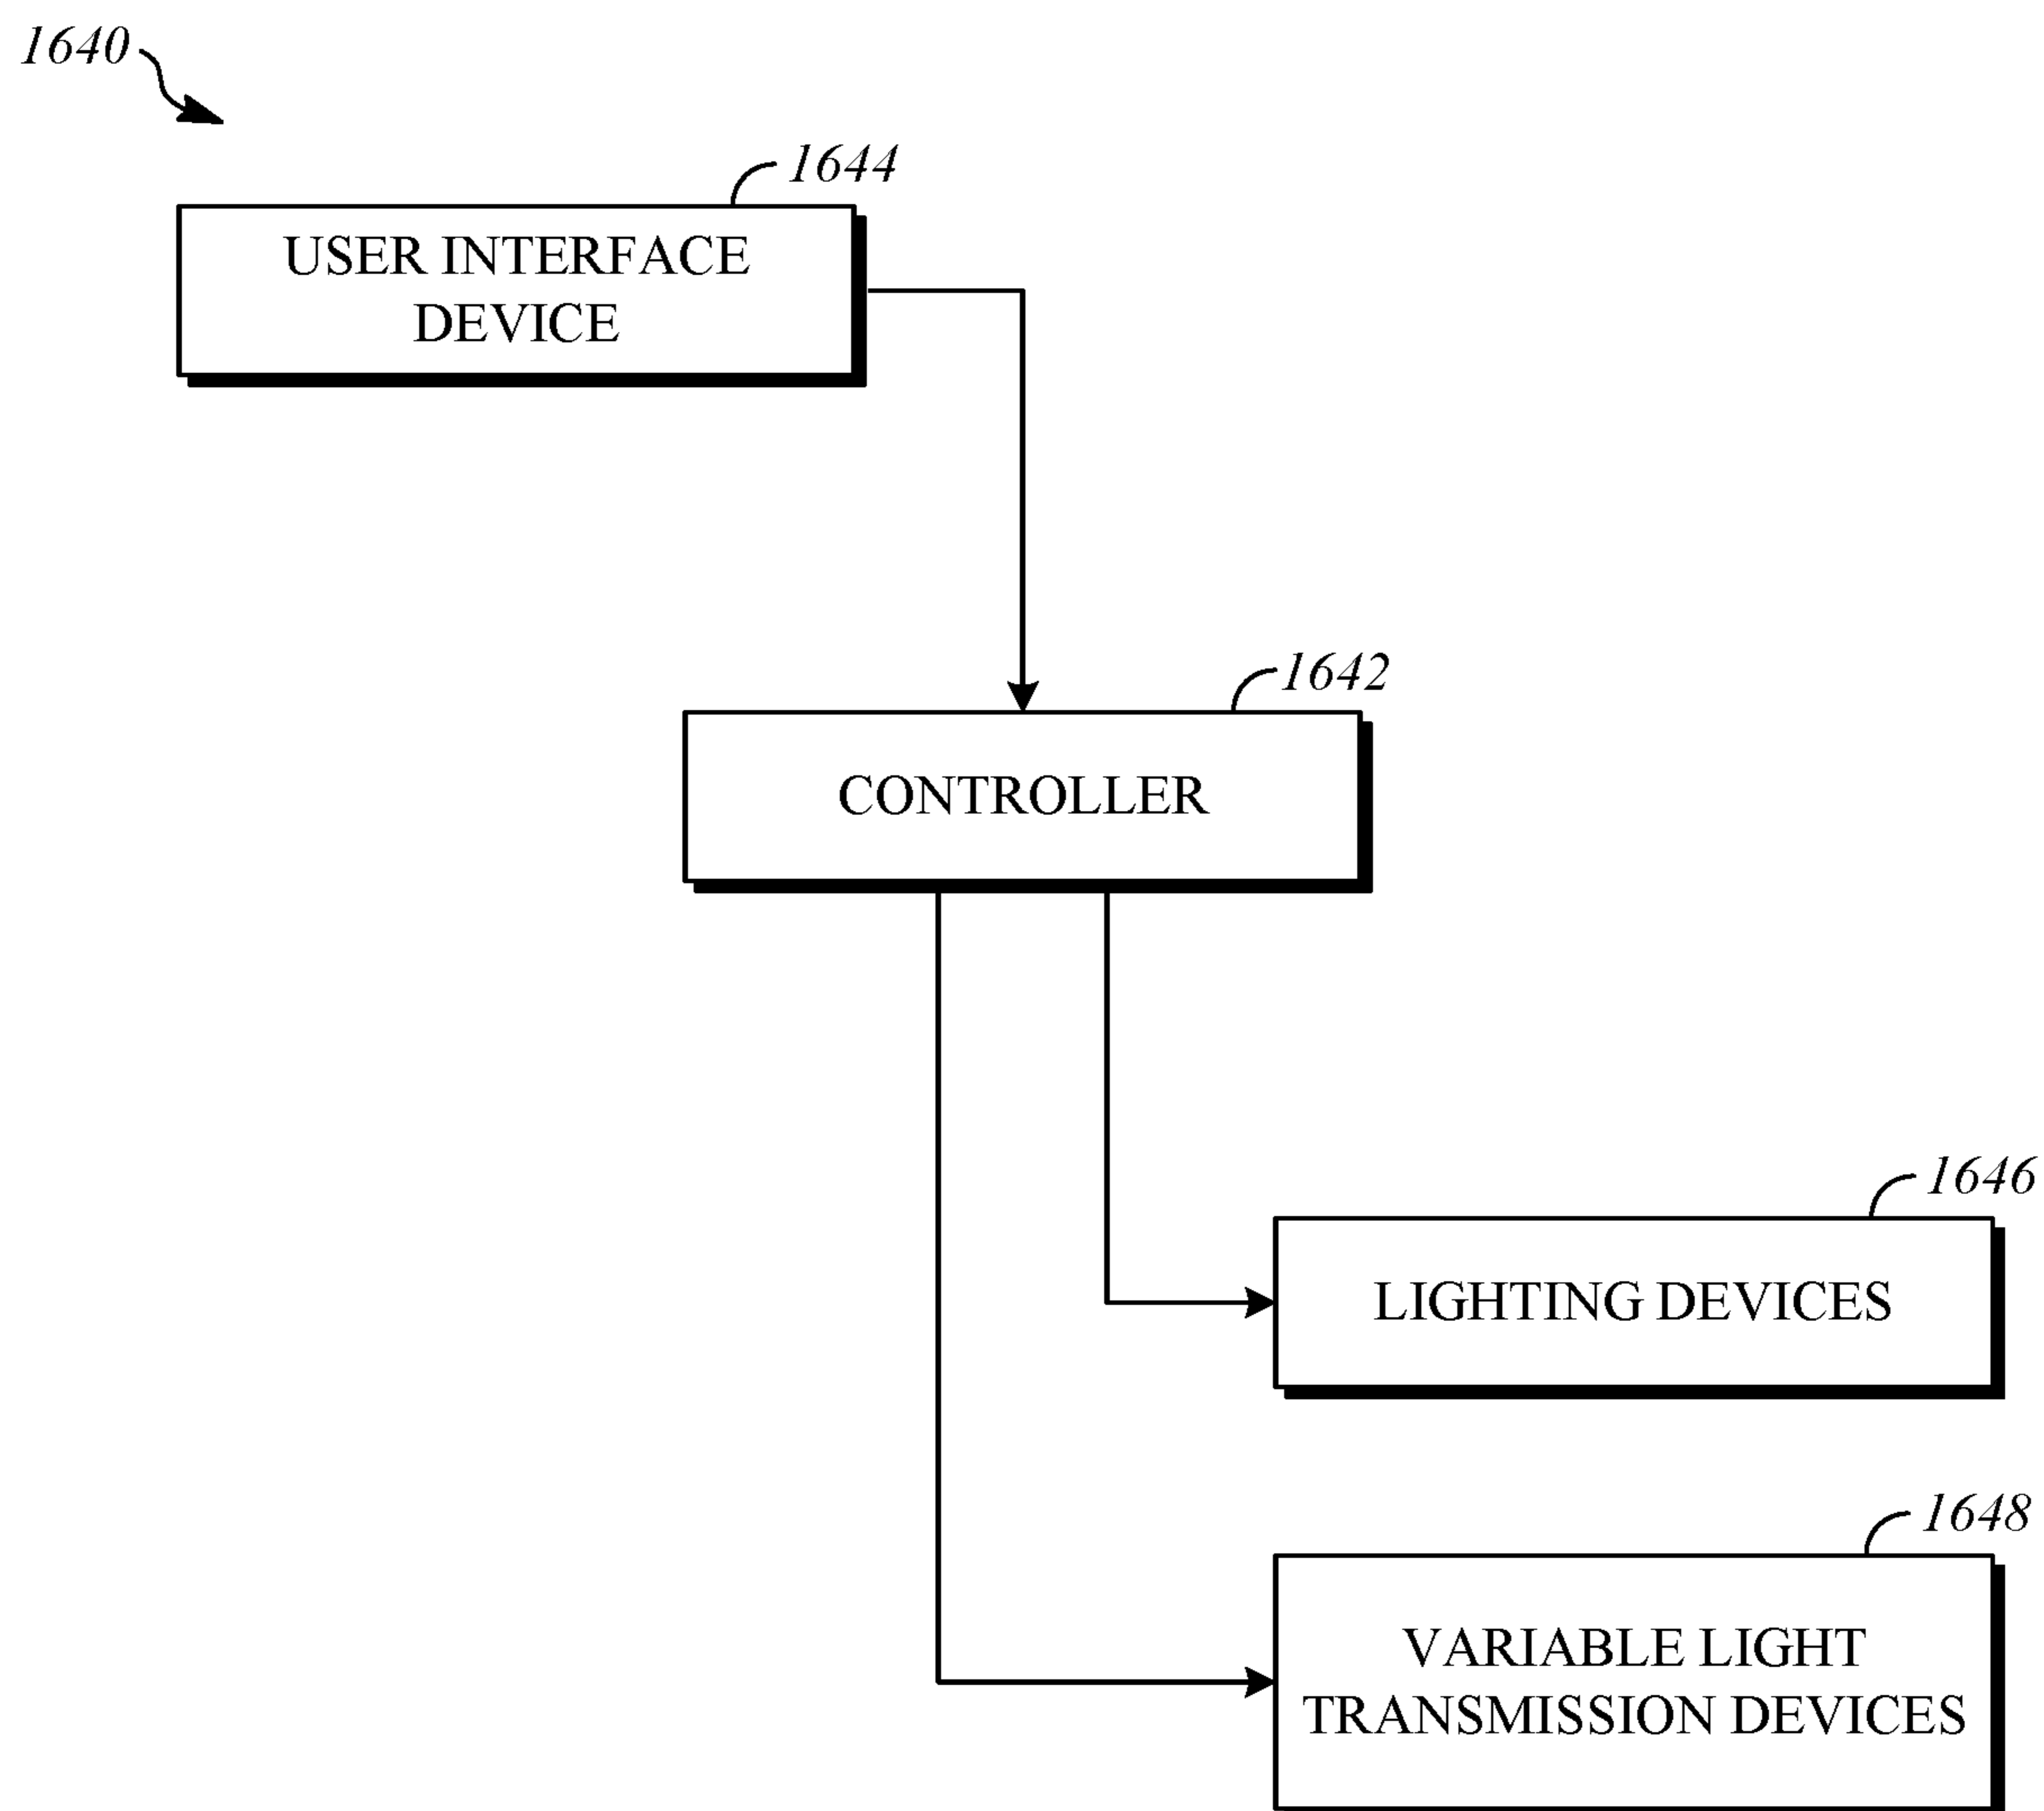 1640
1644
USER INTERFACE
DEVICE
1642
CONTROLLER
1646
LIGHTING DEVICES
1648
VARIABLE LIGHT
TRANSMISSION DEVICES